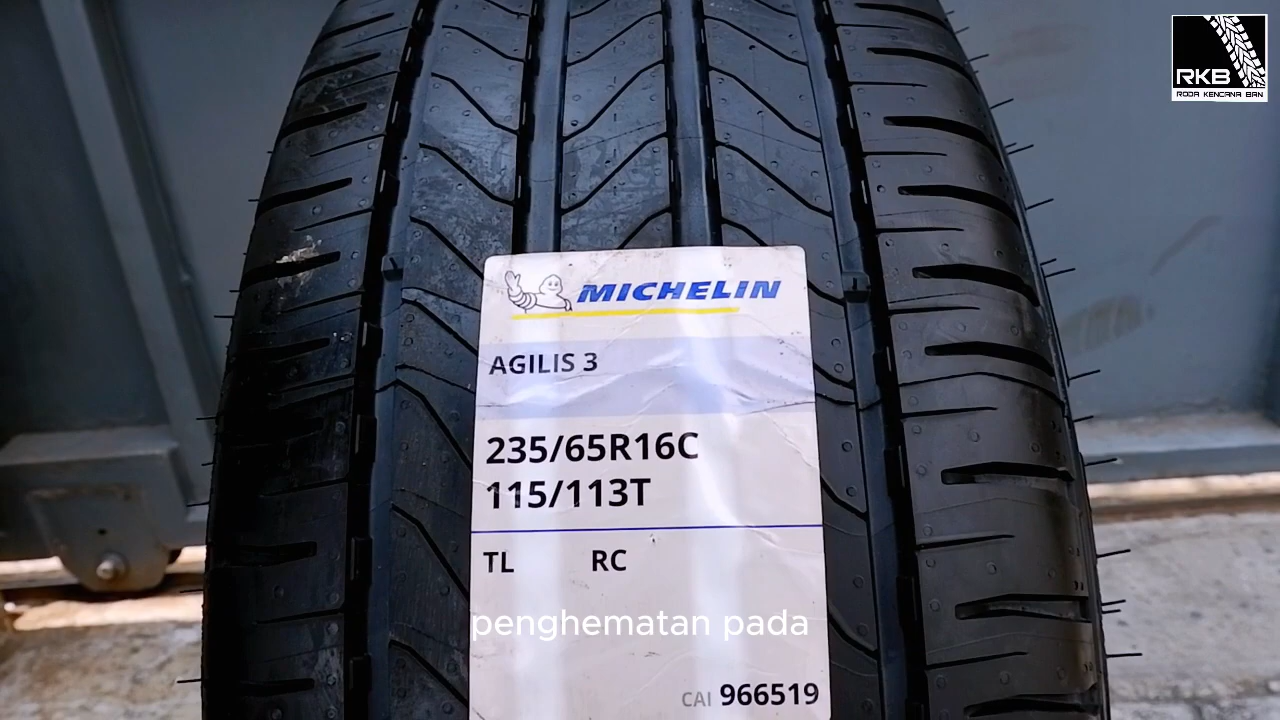 RKB
RODA KENCANA BAN
MICHELIN
AGILIS 3
235/65R16C
115/113T
TL RC
penghematan pada
CAI 966519